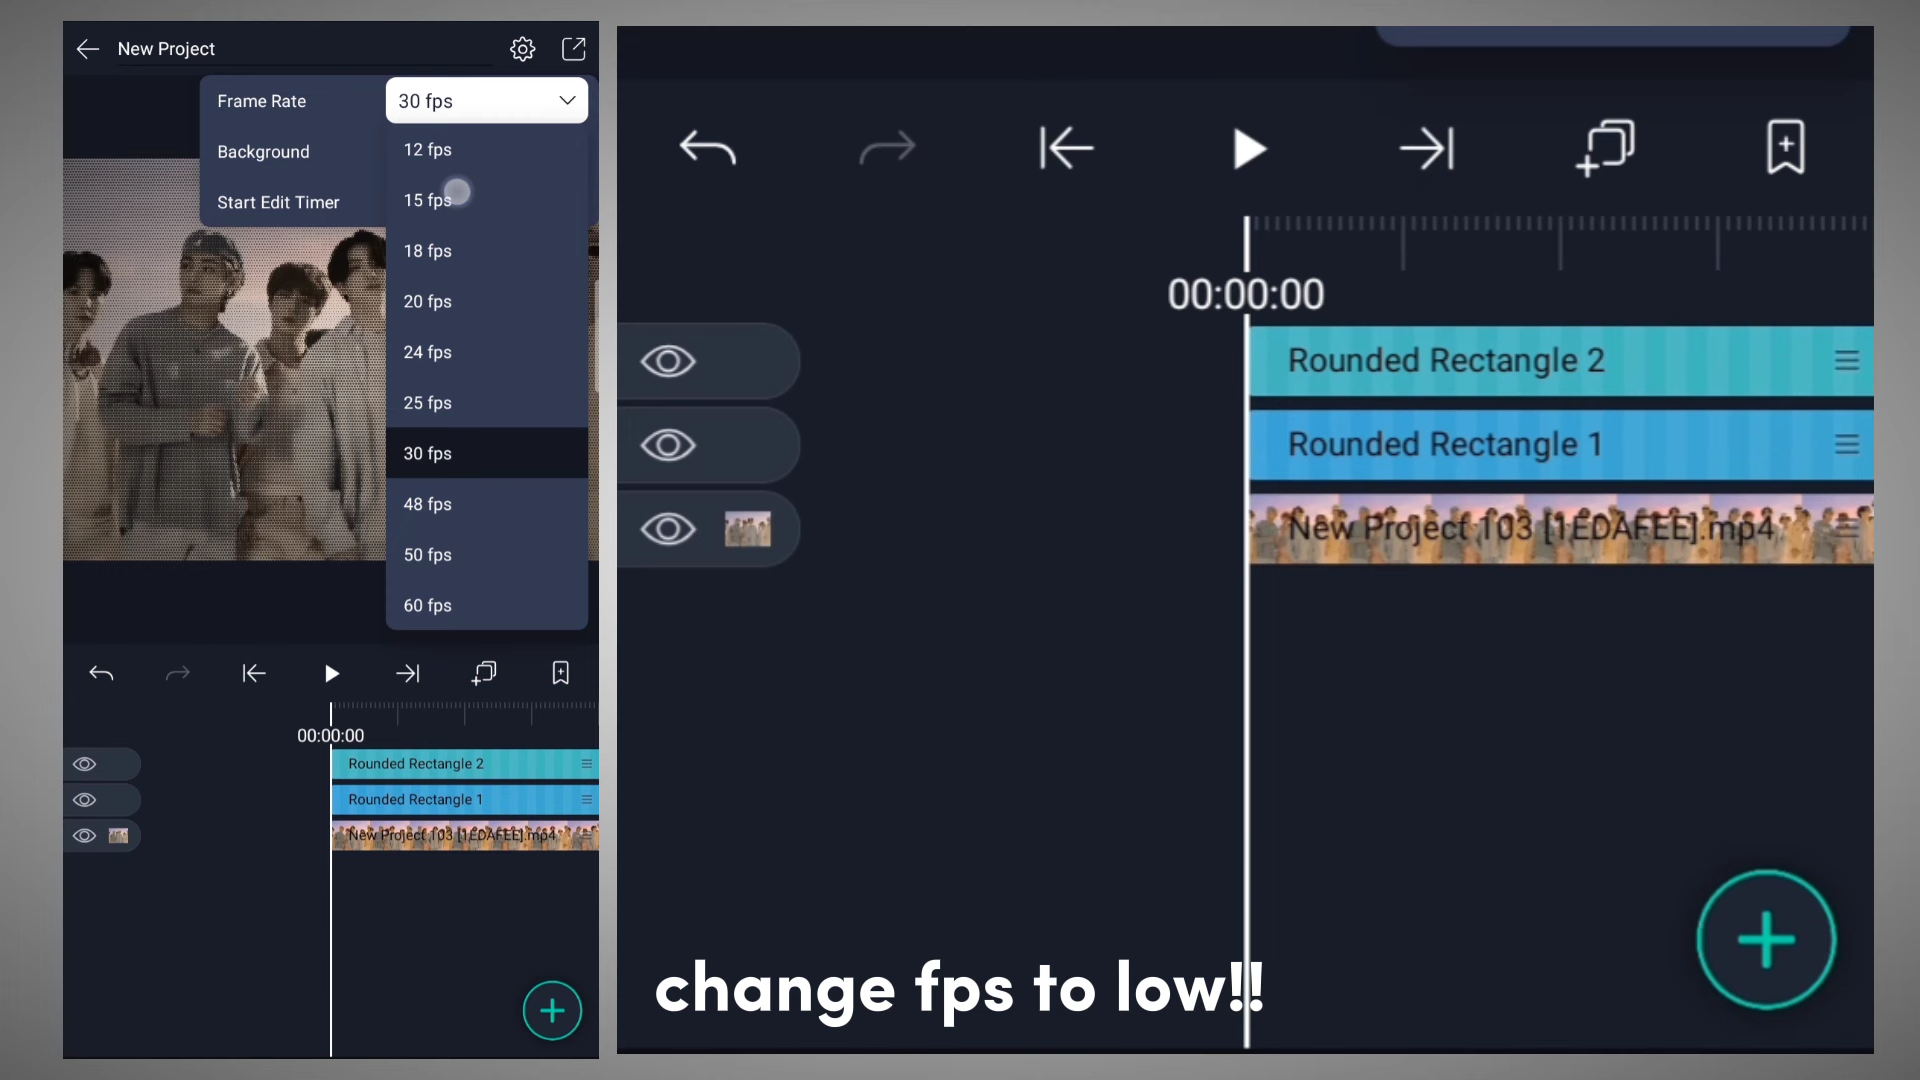 New Project
Frame Rate
30 fps
Background
Start Edit Timer
12 fps
15 fps
18 fps
20 fps
24 fps
25 fps
30 fps
48 fps
50 fps
60 fps
00:00:00
Rounded Rectangle 2
Rounded Rectangle 1
New Project 103 [1EDAFEE].mp4
00:00:00
Rounded Rectangle 2
Rounded Rectangle 1
New Project 103 [1EDAFEE].mp4
change fps to low!!